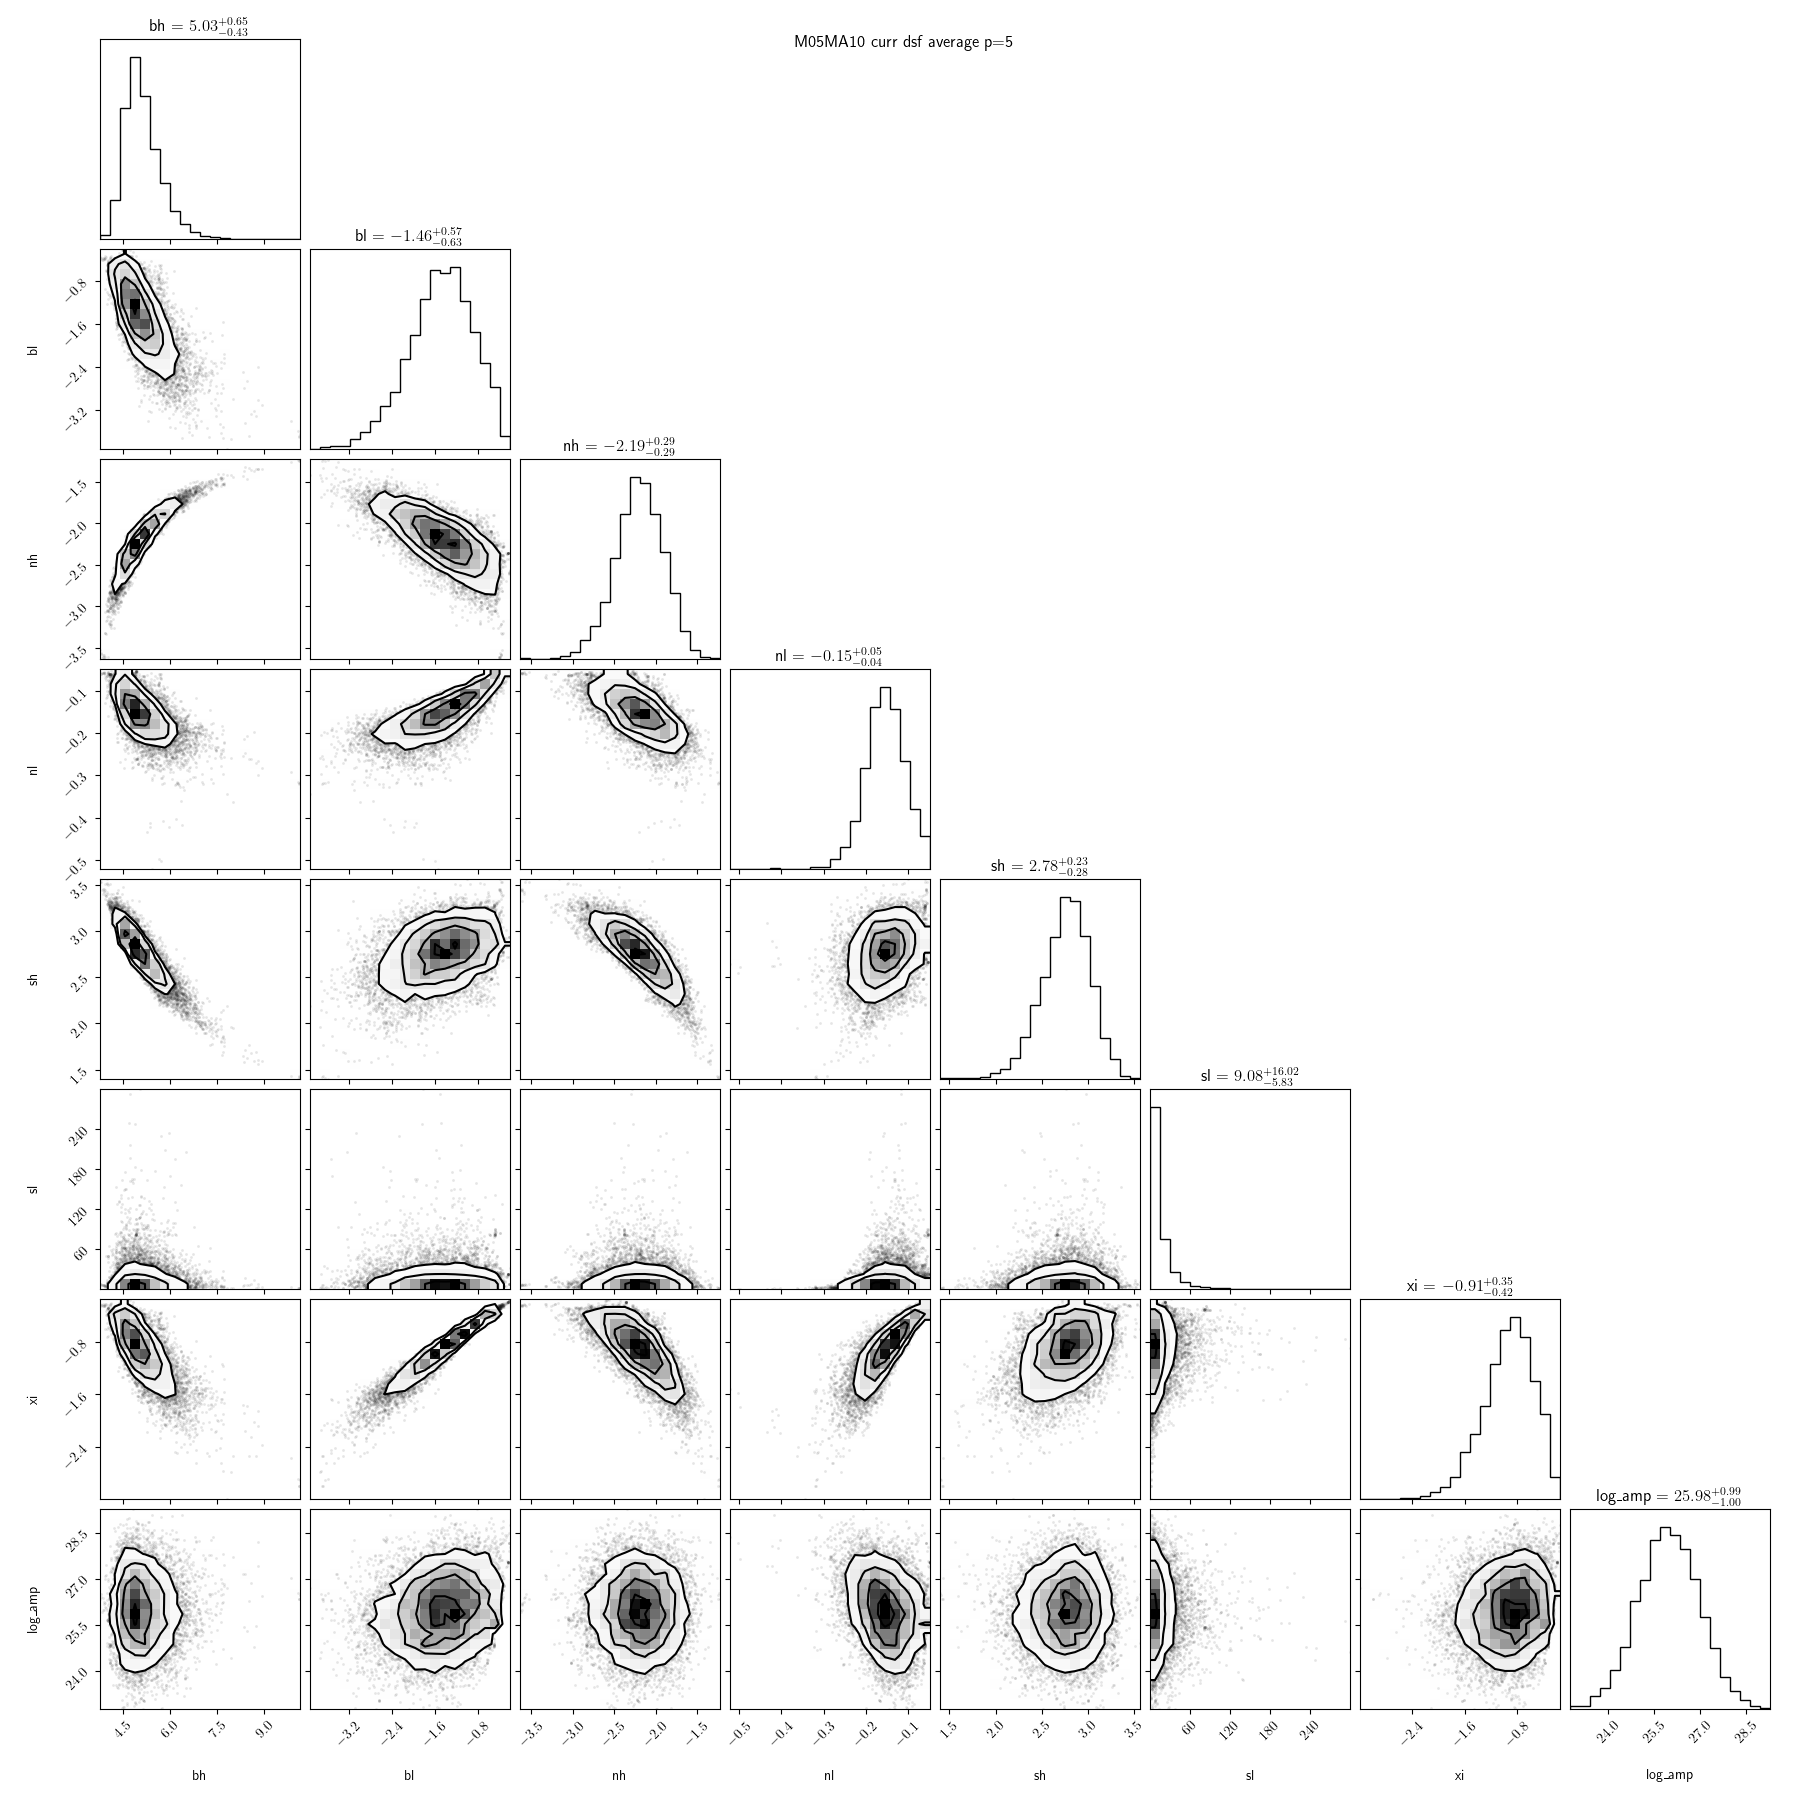 bh = 5.03+0.65−0.43
M05MA10 curr dsf average p=5
bl = −1.46+0.57−0.63
−0.8
−1.6
−2.4
−3.2
bl
nh = −2.19+0.29−0.29
−1.5
−2.0
−2.5
−3.0
−3.5
nh
nl = −0.15+0.05−0.04
−0.1
−0.2
−0.3
−0.4
−0.5
nl
sh = 2.78+0.23−0.28
3.5
3.0
2.5
2.0
1.5
sh
sl = 9.08+16.02−5.83
240
180
120
60
sl
xi = −0.91+0.35−0.42
−0.8
−1.6
−2.4
xi
log_amp = 25.98+0.99−1.00
28.5
27.0
25.5
24.0
log_amp
4.5 6.0 7.5 9.0
−3.2 −2.4 −1.6 −0.8
−3.5 −3.0 −2.5 −2.0 −1.5
−0.5 −0.4 −0.3 −0.2 −0.1
1.5 2.0 2.5 3.0 3.5
60 120 180 240
−2.4 −1.6 −0.8
24.0 25.5 27.0 28.5
bh bl nh nl sh sl xi log_amp